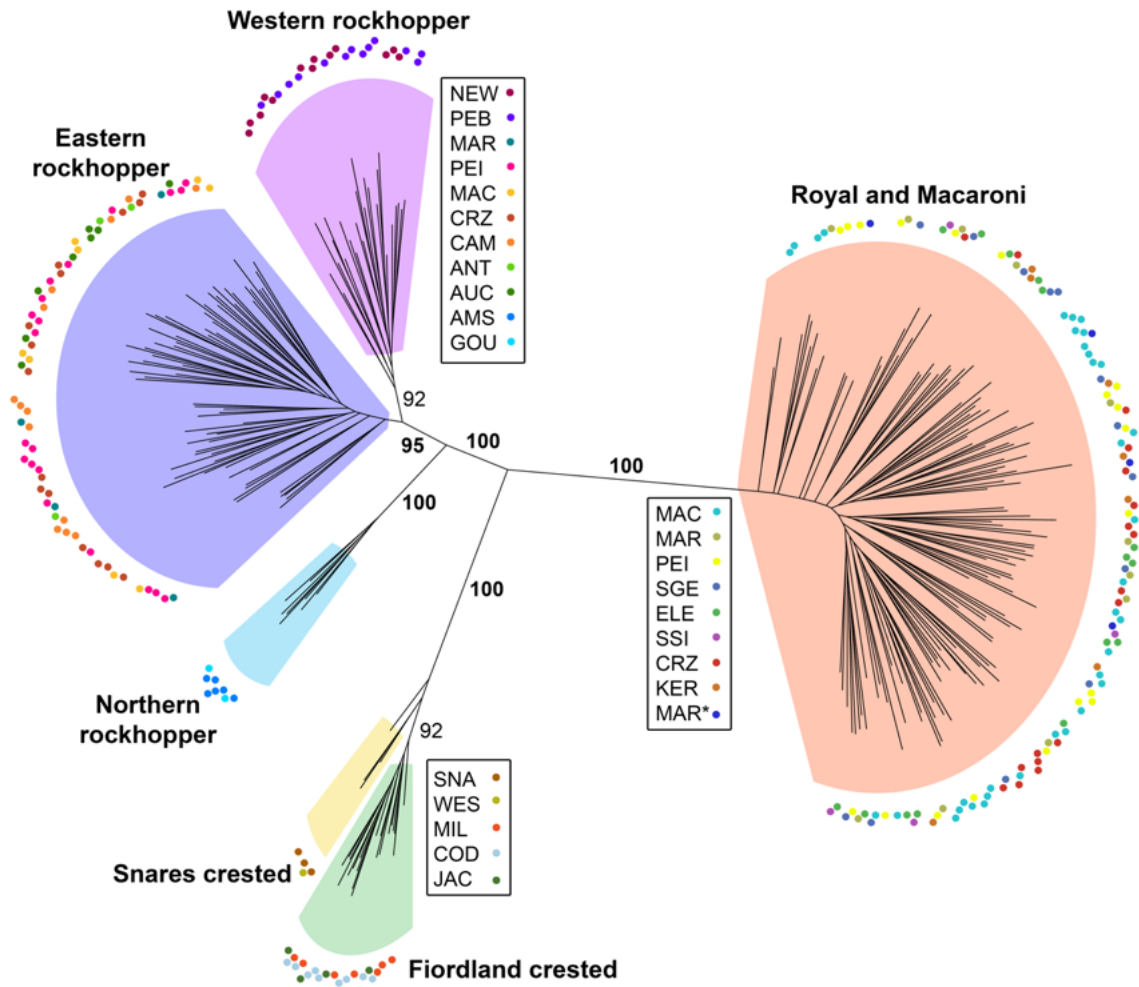 Western rockhopper
Eastern
rockhopper
NEW
PEB
MAR
PEI
MAC
CRZ
CAM
ANT
AUC
AMS
GOU
Royal and Macaroni
92
95
100
100
100
100
MAC
MAR
PEI
SGE
ELE
SSI
CRZ
KER
MAR*
Northern
rockhopper
92
SNA
WES
MIL
COD
JAC
Snares crested
Fiordland crested